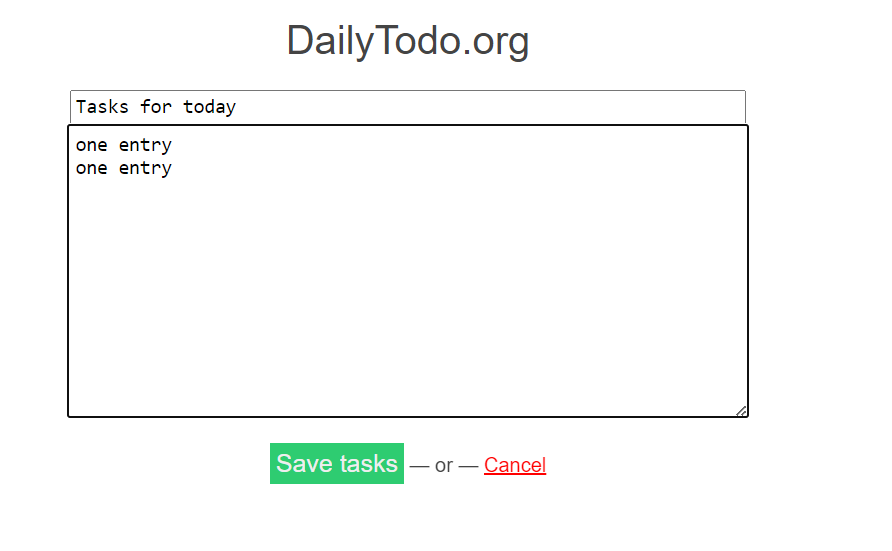 DailyTodo.org
Tasks for today
one entry
one entry
Save tasks — or — Cancel